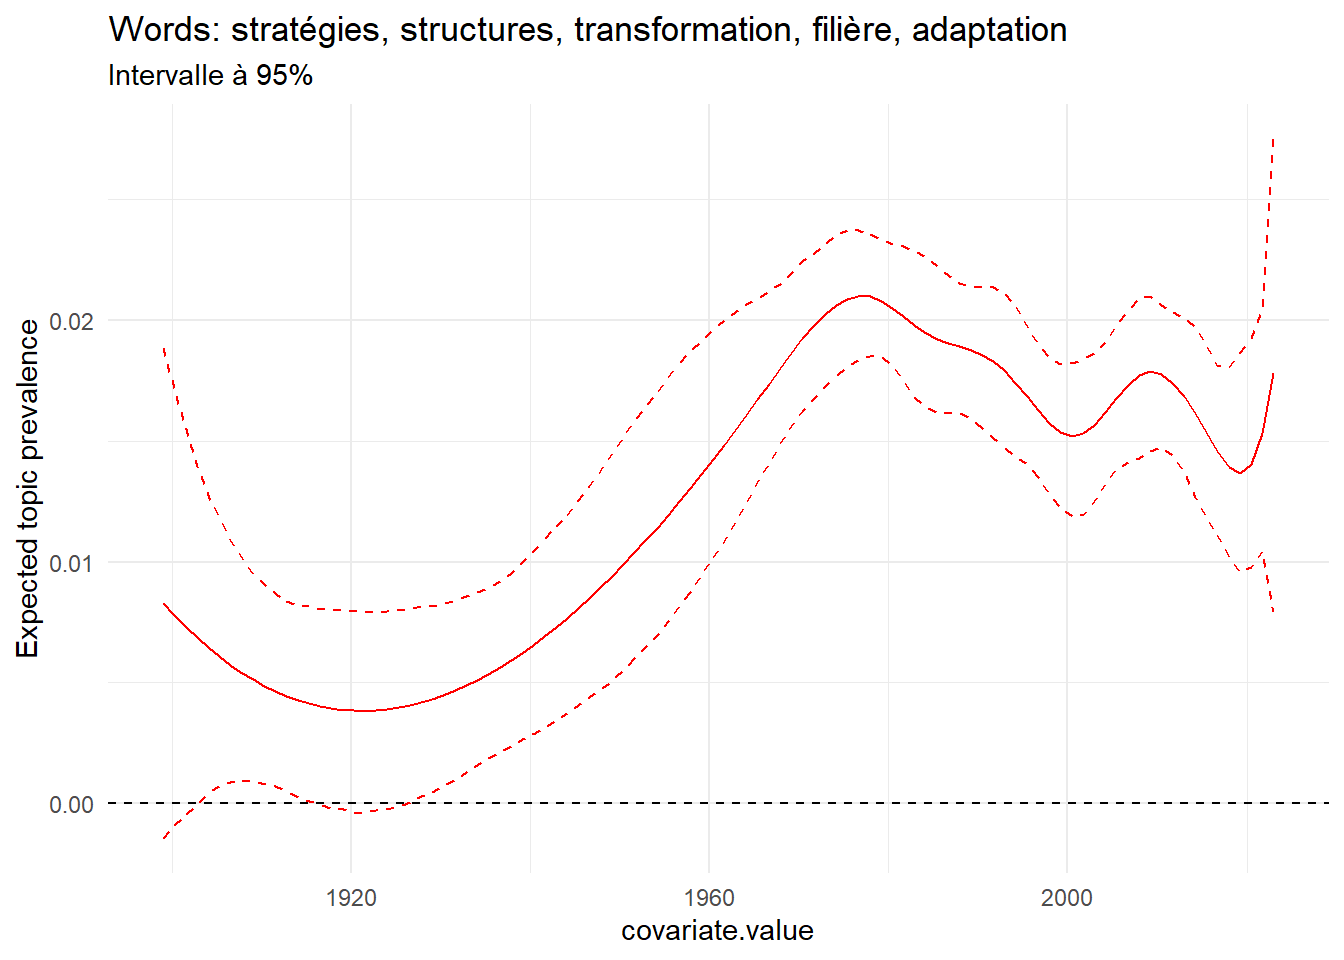 Words: stratégies, structures, transformation, filière, adaptation
Intervalle à 95%
Expected topic prevalence
0.02
0.01
0.00
1920
1960
2000
covariate.value